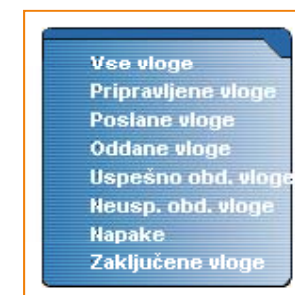 Vse vloge
Pripravljene vloge
Poslane vloge
Oddane vloge
Uspešno obd. vloge
Neusp. obd. vloge
Napake
Zaključene vloge